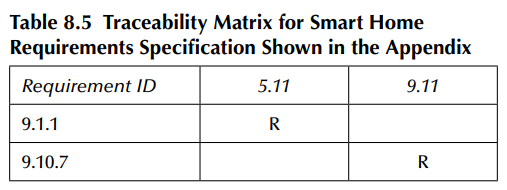 Table 8.5 Traceability Matrix for Smart Home
Requirements Specification Shown in the Appendix
Requirement ID 5.11 9.11
9.1.1 R
9.10.7 R